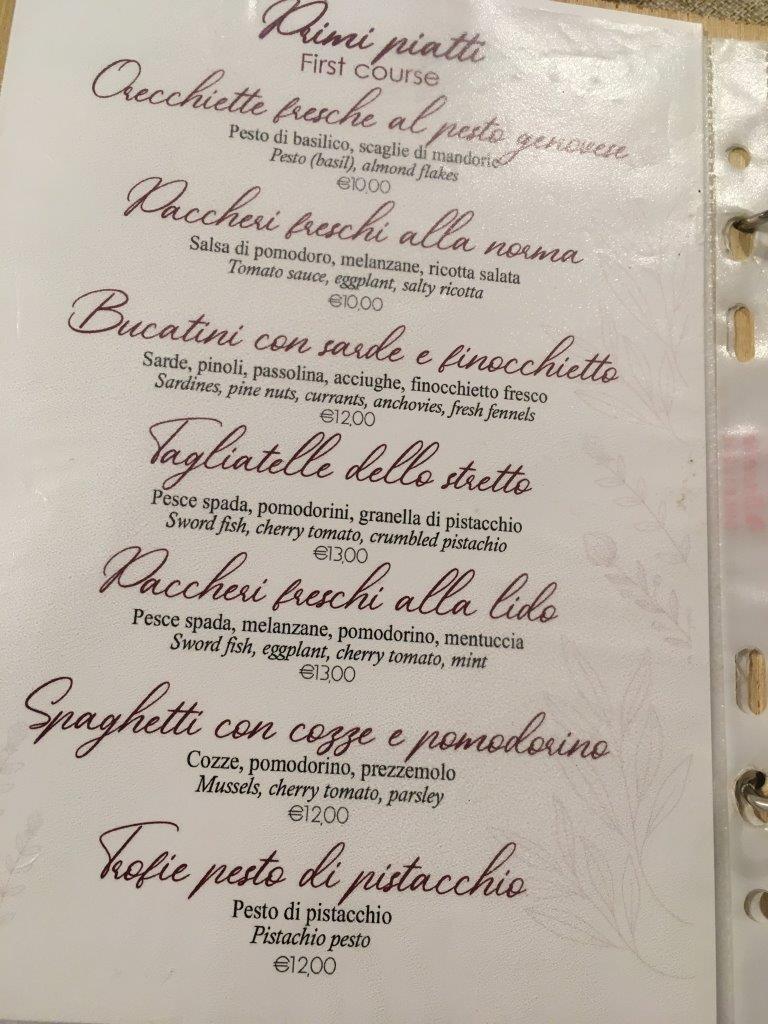 Primi piatti
First course
Orecchiette fresche al pesto genovese
Pesto di basilico, scaglie di mandorle
Pesto (basil), almond flakes
€10,00
Paccheri freschi alla norma
Salsa di pomodoro, melanzane, ricotta salata
Tomato sauce, eggplant, salty ricotta
€10,00
Bucatini con sarde e finocchietto
Sarde, pinoli, passolina, acciughe, finocchietto fresco
Sardines, pine nuts, currants, anchovies, fresh fennels
€12,00
Tagliatelle dello stretto
Pesce spada, pomodorini, granella di pistacchio
Sword fish, cherry tomato, crumbled pistachio
€13,00
Paccheri freschi alla lido
Pesce spada, melanzane, pomodorino, mentuccia
Sword fish, eggplant, cherry tomato, mint
€13,00
Spaghetti con cozze e pomodorino
Cozze, pomodorino, prezzemolo
Mussels, cherry tomato, parsley
€12,00
Trofie pesto di pistacchio
Pesto di pistacchio
Pistachio pesto
€12,00